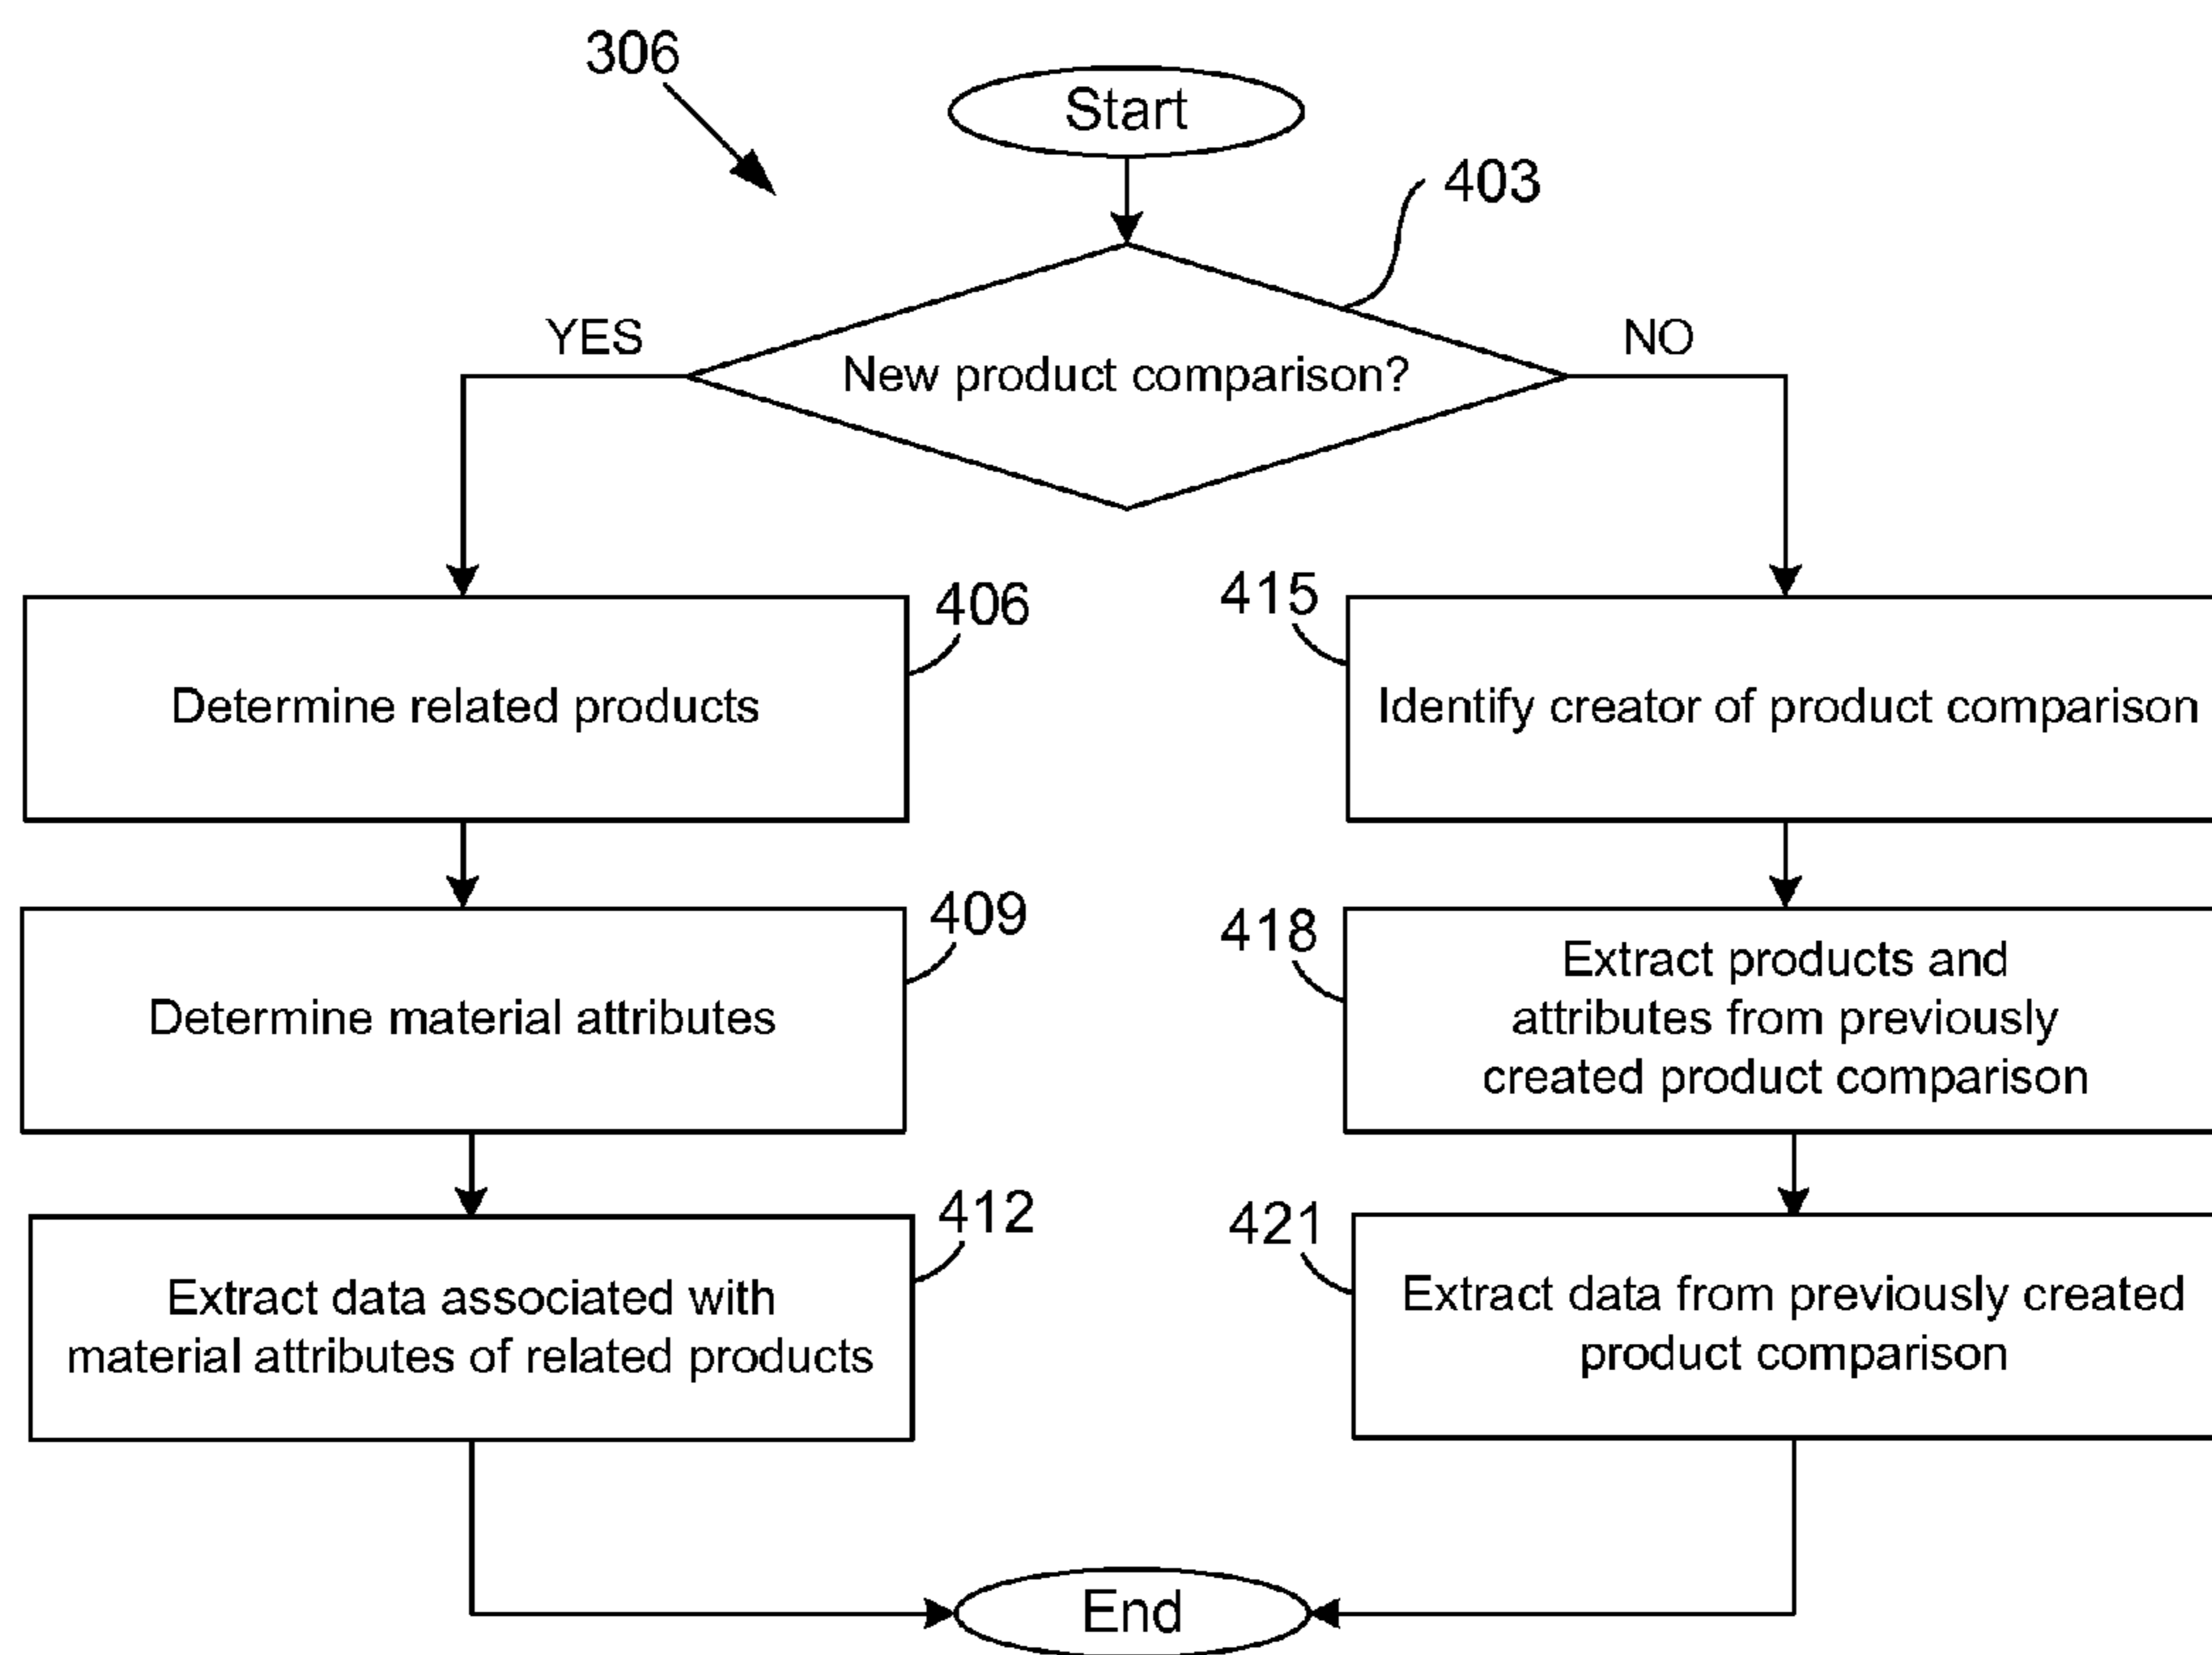 306
Start
403
New product comparison?
YES
NO
406
Determine related products
415
Identify creator of product comparison
409
Determine material attributes
418
Extract products and
attributes from previously
created product comparison
412
Extract data associated with
material attributes of related products
421
Extract data from previously created
product comparison
End